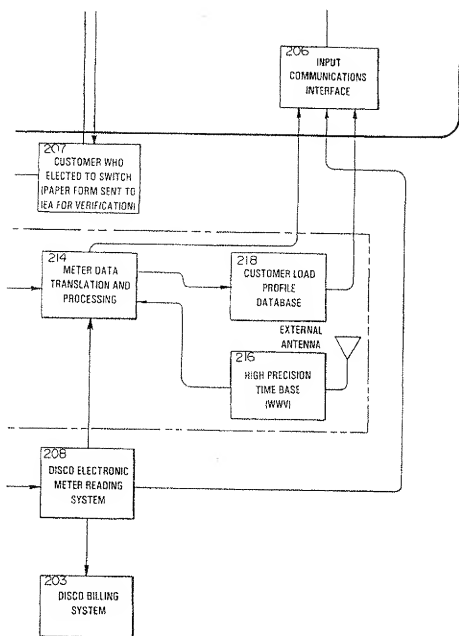 206
INPUT
COMMUNICATIONS
INTERFACE
207
CUSTOMER WHO
ELECTED TO SWITCH
(PAPER FORM SENT TO
IEA FOR VERIFICATION)
214
METER DATA
TRANSLATION AND
PROCESSING
218
CUSTOMER LOAD
PROFILE
DATABASE
EXTERNAL
ANTENNA
216
HIGH PRECISION
TIME BASE
(WWV)
208
DISCO ELECTRONIC
METER READING
SYSTEM
203
DISCO BILLING
SYSTEM